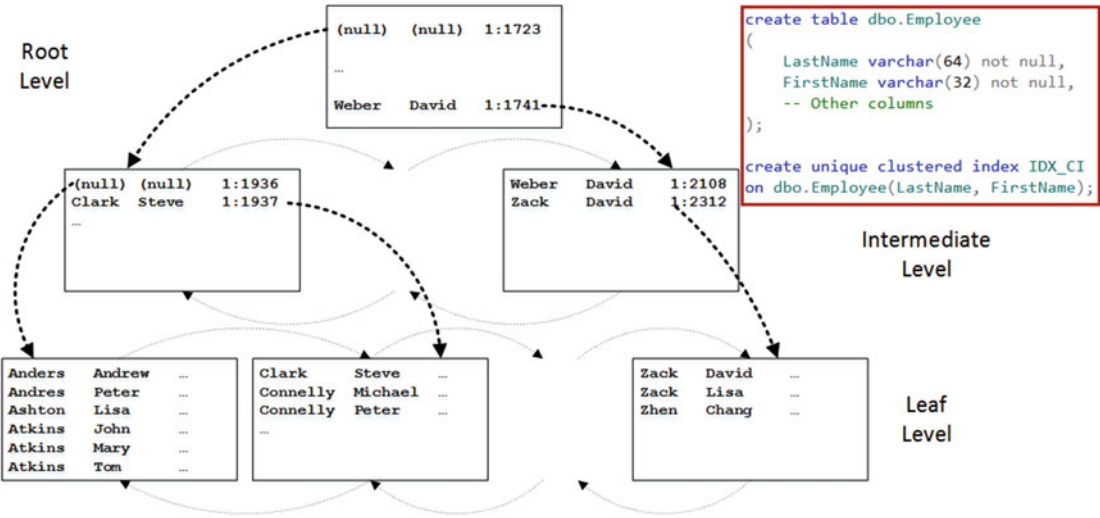 Root
Level
(null) (null) 1:1723
…
Weber David 1:1741
create table dbo.Employee
(
LastName varchar(64) not null,
FirstName varchar(32) not null,
-- Other columns
);
create unique clustered index IDX_CI
on dbo.Employee(LastName, FirstName);
(null) (null) 1:1936
Clark Steve 1:1937
…
Weber David 1:2108
Zack David 1:2312
Intermediate
Level
Anders Andrew …
Andres Peter …
Ashton Lisa …
Atkins John …
Atkins Mary …
Atkins Tom …
Clark Steve …
Connelly Michael …
Connelly Peter …
…
Zack David …
Zack Lisa …
Zhen Chang …
Leaf
Level